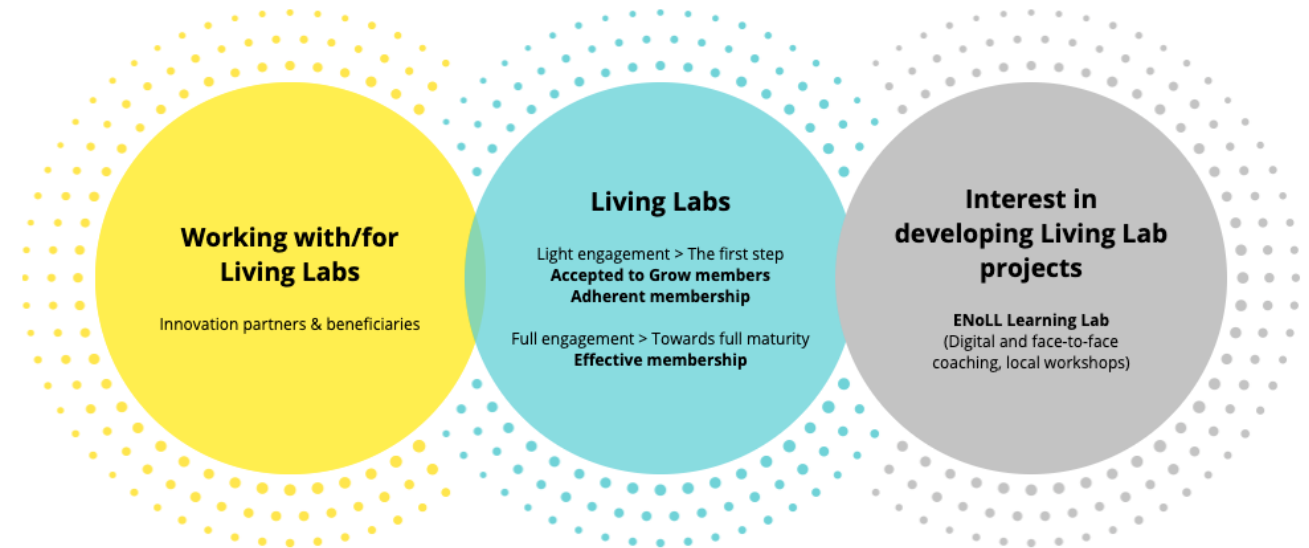 Working with/for
Living Labs
Innovation partners & beneficiaries
Living Labs
Light engagement > The first step
Accepted to Grow members
Adherent membership
Full engagement > Towards full maturity
Effective membership
Interest in
developing Living Lab
projects
ENoLL Learning Lab
(Digital and face-to-face
coaching, local workshops)